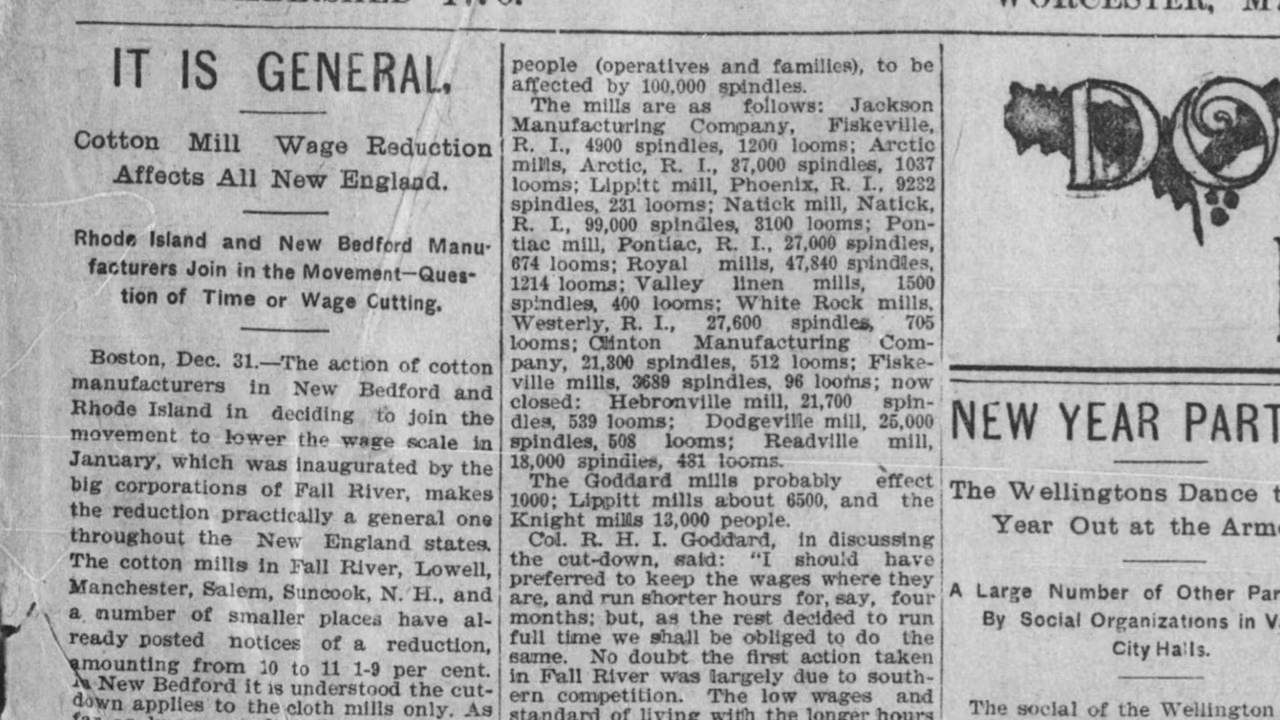 WORCESTER,
IT IS GENERAL.
Cotton Mill Wage Reduction
Affects All New England.
Rhode Island and New Bedford Manu-
facturers Join in the Movement—Ques-
tion of Time or Wage Cutting.
Boston, Dec. 31.—The action of cotton
manufacturers in New Bedford and
Rhode Island in deciding to join the
movement to lower the wage scale in
January, which was inaugurated by the
big corporations of Fall River, makes
the reduction practically a general one
throughout the New England states.
The cotton mills in Fall River, Lowell,
Manchester, Salem, Suncook, N. H., and
a number of smaller places have al-
ready posted notices of a reduction,
amounting from 10 to 11 1-9 per cent.
New Bedford it is understood the cut-
down applies to the cloth mills only. As
people (operatives and families), to be
affected by 100,000 spindles.
The mills are as follows: Jackson
Manufacturing Company, Fiskeville,
R. I., 4900 spindles, 1200 looms; Arctic
mills, Arctic, R. I., 37,000 spindles, 1037
looms; Lippitt mill, Phoenix, R. I., 9232
spindles, 231 looms; Natick mill, Natick,
R. I., 99,000 spindles, 3100 looms; Pon-
tiac mill, Pontiac, R. I., 27,000 spindles,
674 looms; Royal mills, 47,840 spindles,
1214 looms; Valley linen mills, 1500
spindles, 400 looms; White Rock mills,
Westerly, R. I., 27,600 spindles, 705
looms; Clinton Manufacturing Com-
pany, 21,300 spindles, 512 looms; Fiske-
ville mills, 3689 spindles, 96 looms; now
closed: Hebronville mill, 21,700 spin-
dles, 539 looms; Dodgeville mill, 25,000
spindles, 508 looms; Readville mill,
18,000 spindles, 431 looms.
The Goddard mills probably effect
1000; Lippitt mills about 6500, and the
Knight mills 13,000 people.
Col. R. H. I. Goddard, in discussing
the cut-down, said: "I should have
preferred to keep the wages where they
are, and run shorter hours for, say, four
months; but, as the rest decided to run
full time we shall be obliged to do the
same. No doubt the first action taken
in Fall River was largely due to south-
ern competition. The low wages and
standard of living with the longer hours
DO
NEW YEAR PART
The Wellingtons Dance t
Year Out at the Arm
A Large Number of Other Par
By Social Organizations in V
City Halls.
The social of the Wellington